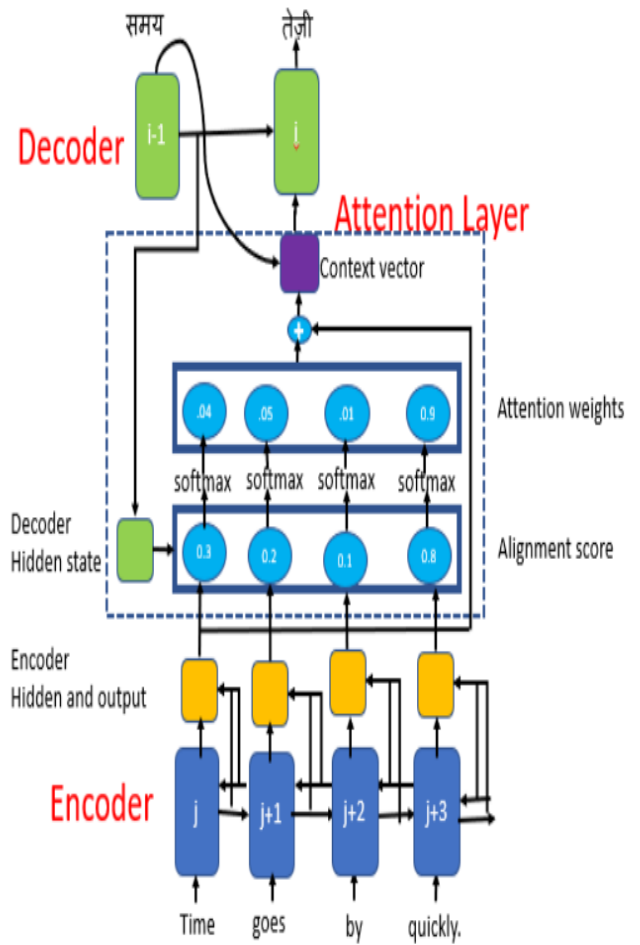 समय तेज़ी
i-1 i
Decoder
Attention Layer
Context vector
+
.04 .05 .01 0.9
Attention weights
softmax softmax softmax softmax
Decoder
Hidden state
0.3 0.2 0.1 0.8
Alignment score
Encoder
Hidden and output
Encoder
j j+1 j+2 j+3
Time goes by quickly.